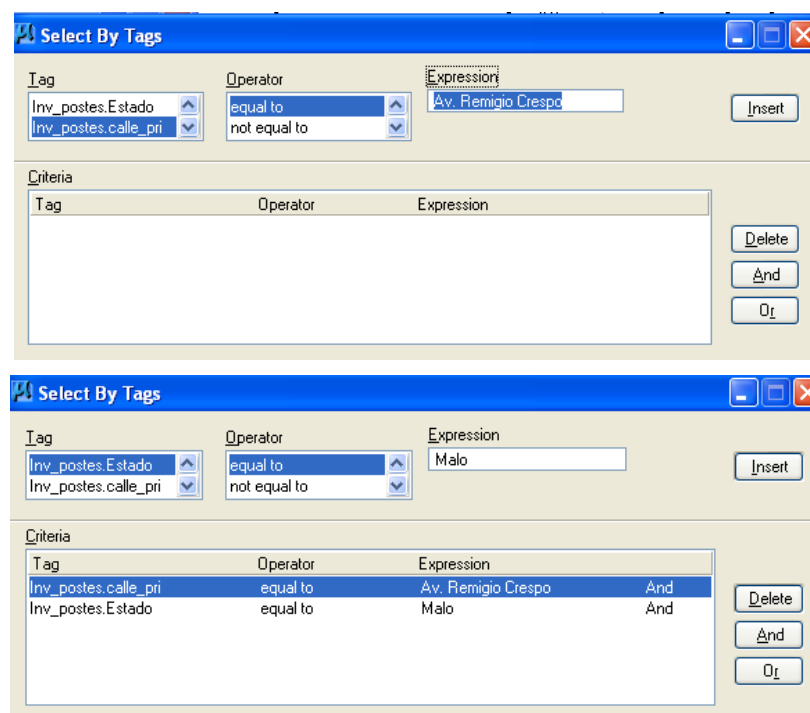 Select By Tags
Tag Operator Expression
Inv_postes.Estado equal to Av. Remigio Crespo Insert
Inv_postes.calle_pri not equal to
Criteria
Tag Operator Expression
Delete
And
Or
Select By Tags
Tag Operator Expression
Inv_postes.Estado equal to Malo Insert
Inv_postes.calle_pri not equal to
Criteria
Tag Operator Expression
Inv_postes.calle_pri equal to Av. Remigio Crespo And
Inv_postes.Estado equal to Malo And
Delete
And
Or